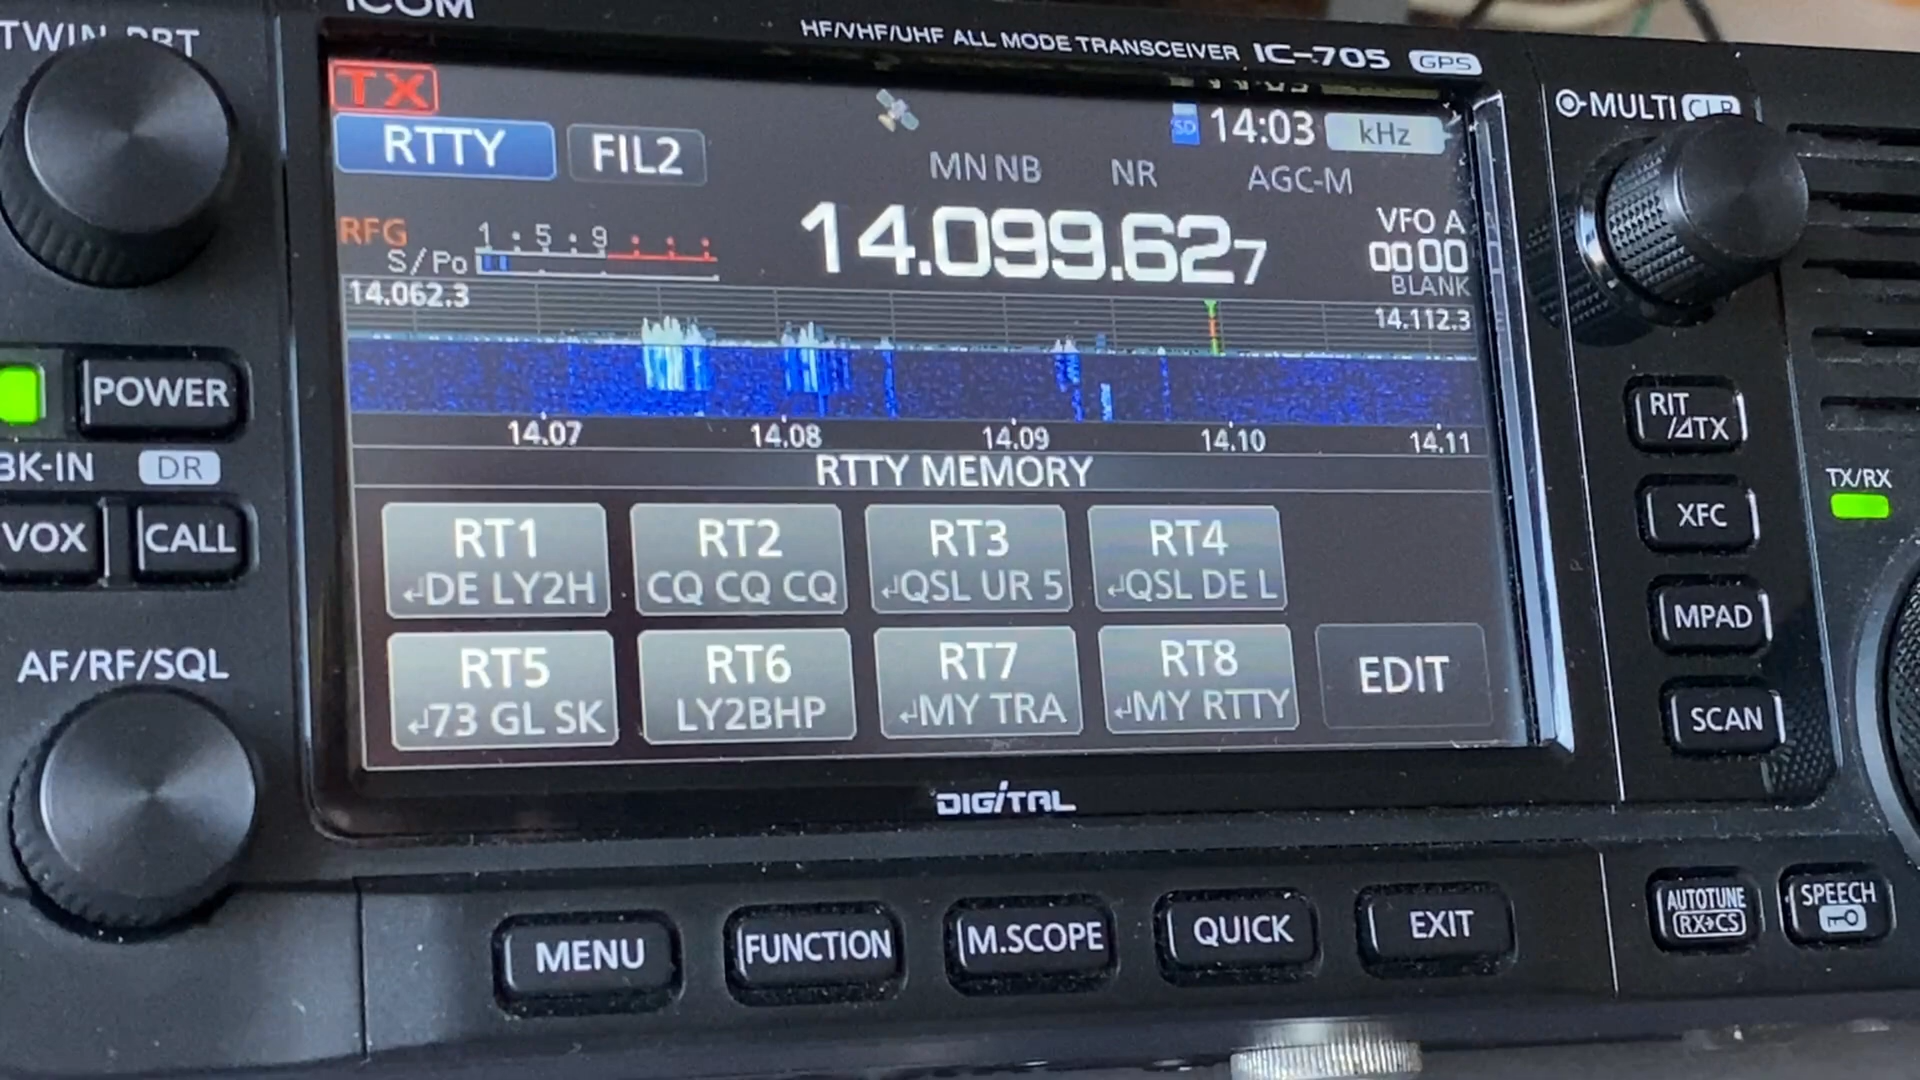 ICOM
TWIN PBT
HF/VHF/UHF ALL MODE TRANSCEIVER IC-705 GPS
TX
RTTY FIL2
SD 14:03 kHz
MN NB NR AGC-M
RFG
1 : 5 : 9
S/Po
14.099.627
VFO A
00 00
BLANK
14.062.3
14.112.3
14.07 14.08 14.09 14.10 14.11
RTTY MEMORY
RT1
↲DE LY2H
RT2
CQ CQ CQ
RT3
↲QSL UR 5
RT4
↲QSL DE L
RT5
↲73 GL SK
RT6
LY2BHP
RT7
↲MY TRA
RT8
↲MY RTTY
EDIT
DIGITAL
POWER
BK-IN DR
VOX CALL
AF/RF/SQL
MENU FUNCTION M.SCOPE QUICK EXIT
MULTI CLR
RIT
/⊿TX
XFC
MPAD
SCAN
TX/RX
AUTOTUNE
RX→CS
SPEECH